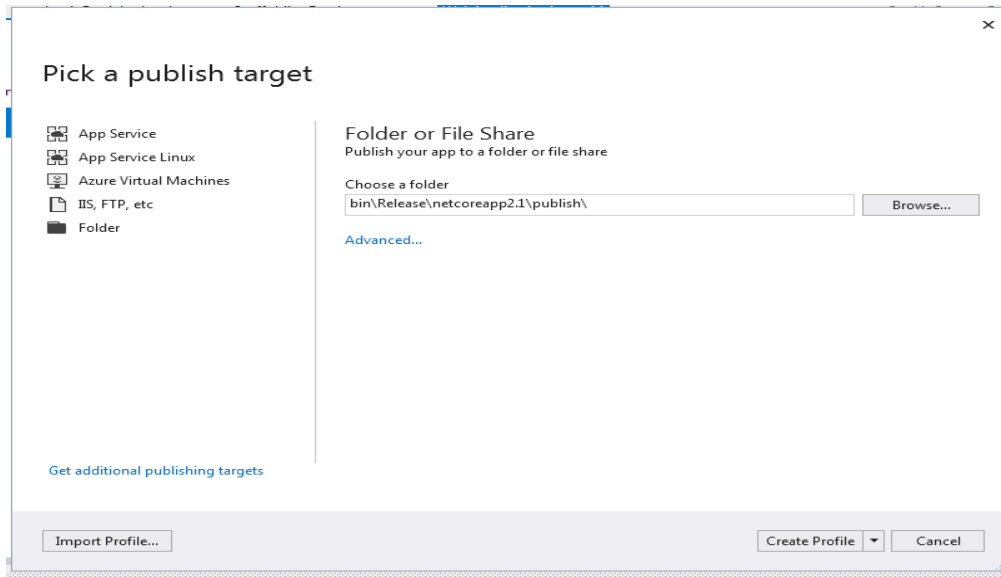 Pick a publish target
App Service
App Service Linux
Azure Virtual Machines
IIS, FTP, etc
Folder
Get additional publishing targets
Folder or File Share
Publish your app to a folder or file share
Choose a folder
bin\Release\netcoreapp2.1\publish\
Browse...
Advanced...
Import Profile...
Create Profile
Cancel